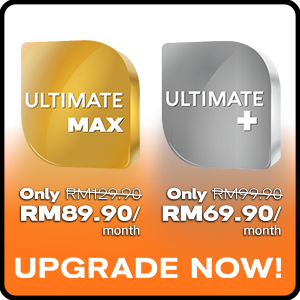 ULTIMATE
MAX
ULTIMATE
+
Only RM129.90
RM89.90/
month
Only RM99.90
RM69.90/
month
UPGRADE NOW!